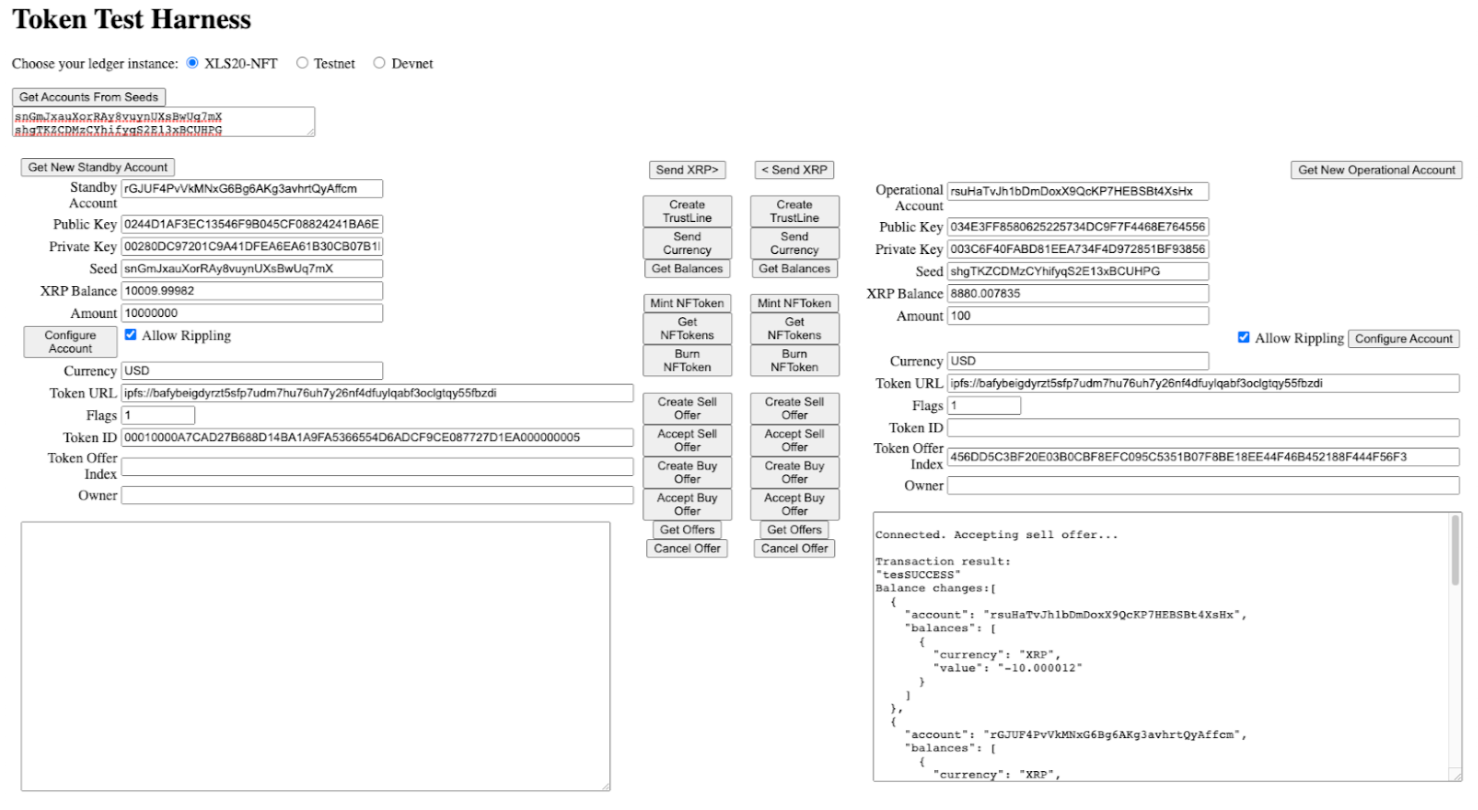 Token Test Harness
Choose your ledger instance: XLS20-NFT Testnet Devnet
Get Accounts From Seeds
snGmJxauXorRAy8vuynUXsBwUq7mX
shgTKZCDMzCYhifyqS2E13xBCUHPG
Get New Standby Account
Standby Account rGJUF4PvVkMNxG6Bg6AKg3avhrtQyAffcm
Public Key 0244D1AF3EC13546F9B045CF08824241BA6E
Private Key 00280DC97201C9A41DFEA6EA61B30CB07B1
Seed snGmJxauXorRAy8vuynUXsBwUq7mX
XRP Balance 10009.99982
Amount 10000000
Configure Account Allow Rippling
Currency USD
Token URL ipfs://bafybeigdyrzt5sfp7udm7hu76uh7y26nf4dfuylqabf3oclgtqy55fbzdi
Flags 1
Token ID 00010000A7CAD27B688D14BA1A9FA5366554D6ADCF9CE087727D1EA000000005
Token Offer Index
Owner
Send XRP> < Send XRP
Create TrustLine Create TrustLine
Send Currency Send Currency
Get Balances Get Balances
Mint NFToken Mint NFToken
Get NFTokens Get NFTokens
Burn NFToken Burn NFToken
Create Sell Offer Create Sell Offer
Accept Sell Offer Accept Sell Offer
Create Buy Offer Create Buy Offer
Accept Buy Offer Accept Buy Offer
Get Offers Get Offers
Cancel Offer Cancel Offer
Get New Operational Account
Operational Account rsuHaTvJh1bDmDoxX9QcKP7HEBSBt4XsHx
Public Key 034E3FF8580625225734DC9F7F4468E764556
Private Key 003C6F40FABD81EEA734F4D972851BF93856
Seed shgTKZCDMzCYhifyqS2E13xBCUHPG
XRP Balance 8880.007835
Amount 100
Allow Rippling Configure Account
Currency USD
Token URL ipfs://bafybeigdyrzt5sfp7udm7hu76uh7y26nf4dfuylqabf3oclgtqy55fbzdi
Flags 1
Token ID
Token Offer Index 456DD5C3BF20E03B0CBF8EFC095C5351B07F8BE18EE44F46B452188F444F56F3
Owner
Connected. Accepting sell offer...
Transaction result:
"tesSUCCESS"
Balance changes:[
{
"account": "rsuHaTvJh1bDmDoxX9QcKP7HEBSBt4XsHx",
"balances": [
{
"currency": "XRP",
"value": "-10.000012"
}
]
},
{
"account": "rGJUF4PvVkMNxG6Bg6AKg3avhrtQyAffcm",
"balances": [
{
"currency": "XRP",